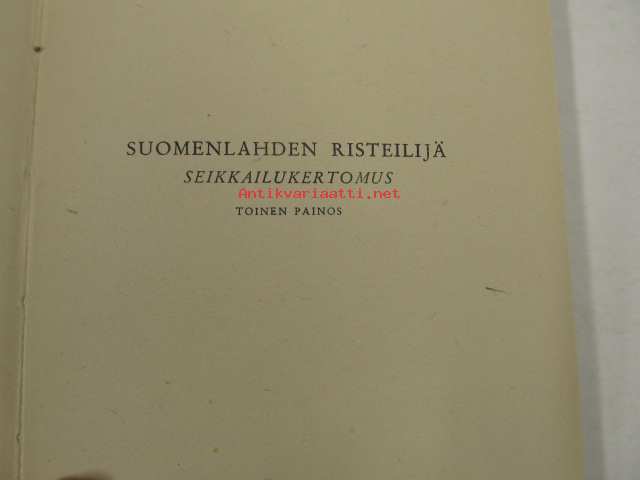 SUOMENLAHDEN RISTEILIJÄ
SEIKKAILUKERTOMUS
Antikvariaatti.net
TOINEN PAINOS